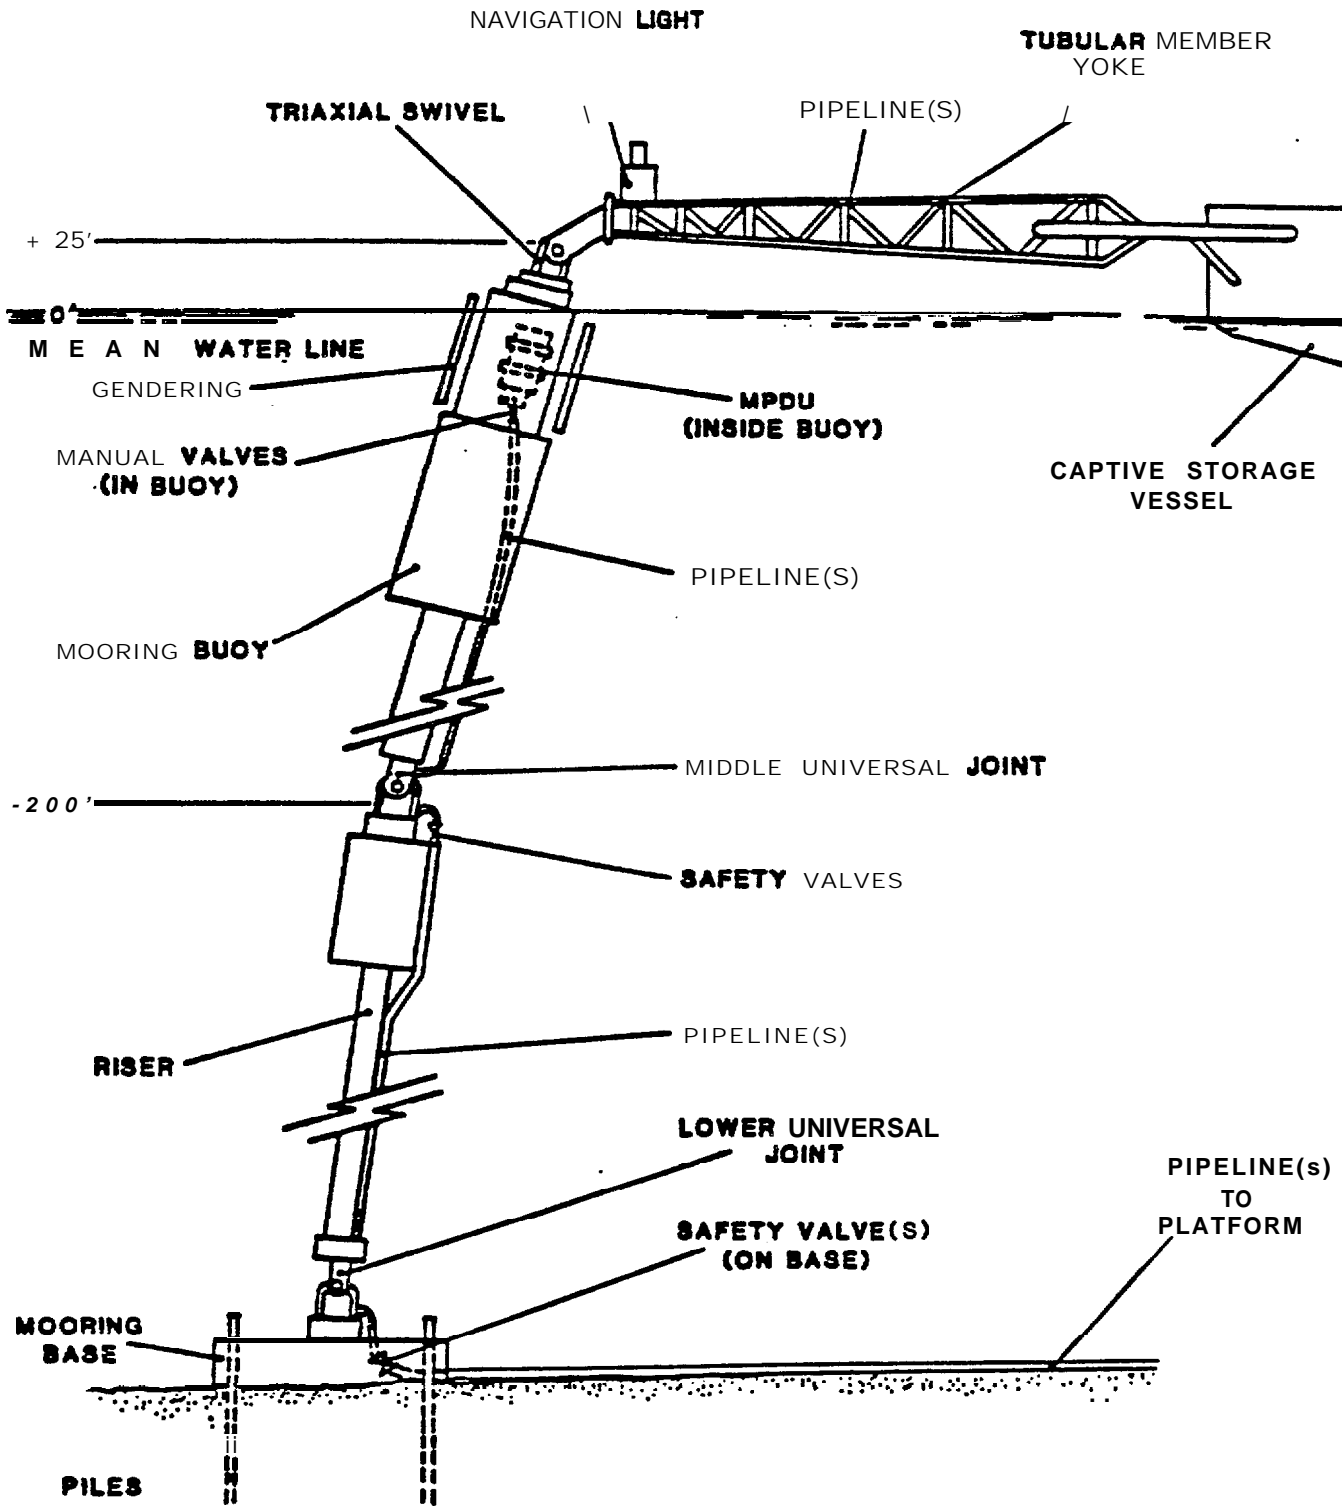 NAVIGATION LIGHT
TUBULAR MEMBER
YOKE
TRIAXIAL SWIVEL
PIPELINE(S)
+ 25'
0'
MEAN WATER LINE
GENDERING
MPDU
(INSIDE BUOY)
MANUAL VALVES
(IN BUOY)
CAPTIVE STORAGE
VESSEL
PIPELINE(S)
MOORING BUOY
MIDDLE UNIVERSAL JOINT
-200'
SAFETY VALVES
PIPELINE(S)
RISER
LOWER UNIVERSAL
JOINT
PIPELINE(s)
TO
PLATFORM
SAFETY VALVE(S)
(ON BASE)
MOORING
BASE
PILES